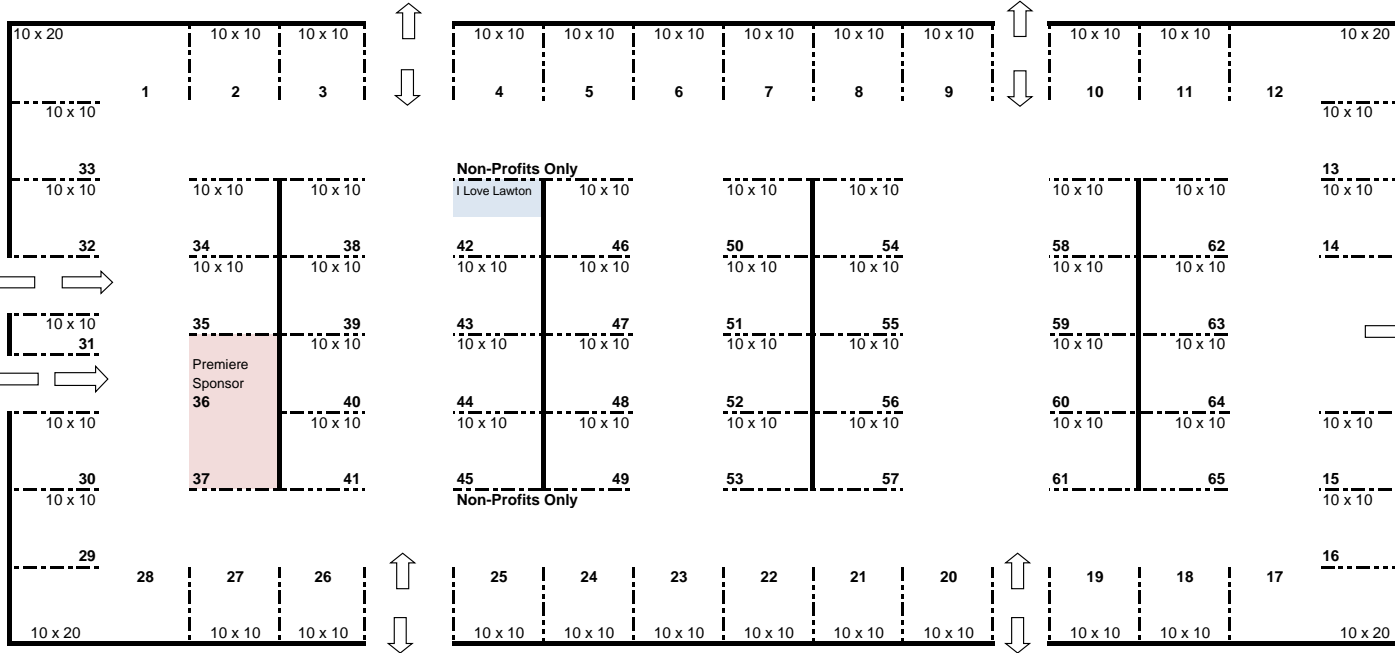 10 x 20 10 x 10 10 x 10 10 x 10 10 x 10 10 x 10 10 x 10 10 x 10 10 x 10 10 x 10 10 x 10 10 x 20
1 2 3 4 5 6 7 8 9 10 11 12
10 x 10 10 x 10
33 Non-Profits Only 13
10 x 10 10 x 10 10 x 10 I Love Lawton 10 x 10 10 x 10 10 x 10 10 x 10 10 x 10 10 x 10
32 34 38 42 46 50 54 58 62 14
10 x 10 10 x 10 10 x 10 10 x 10 10 x 10 10 x 10 10 x 10 10 x 10
10 x 10 35 39 43 47 51 55 59 63
31 10 x 10 10 x 10 10 x 10 10 x 10 10 x 10 10 x 10 10 x 10
Premiere
Sponsor
36 40 44 48 52 56 60 64
10 x 10 10 x 10 10 x 10 10 x 10 10 x 10 10 x 10 10 x 10 10 x 10 10 x 10
30 37 41 45 49 53 57 61 65 15
10 x 10 Non-Profits Only 10 x 10
29 16
28 27 26 25 24 23 22 21 20 19 18 17
10 x 20 10 x 10 10 x 10 10 x 10 10 x 10 10 x 10 10 x 10 10 x 10 10 x 10 10 x 10 10 x 10 10 x 20